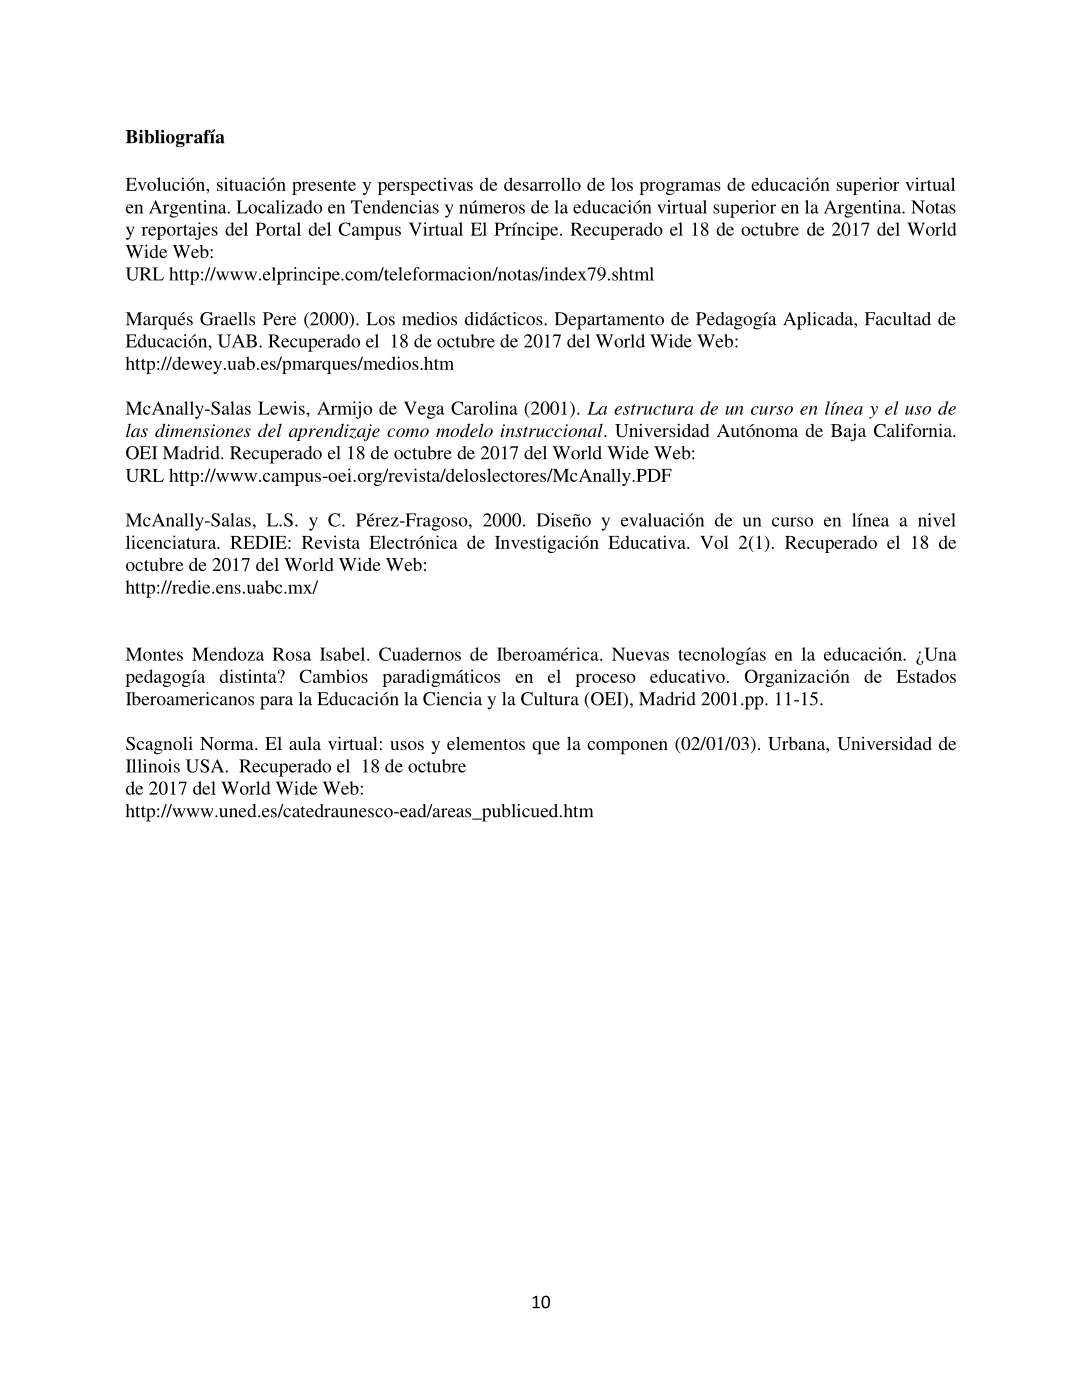 Bibliografía
Evolución, situación presente y perspectivas de desarrollo de los programas de educación superior virtual
en Argentina. Localizado en Tendencias y números de la educación virtual superior en la Argentina. Notas
y reportajes del Portal del Campus Virtual El Príncipe. Recuperado el 18 de octubre de 2017 del World
Wide Web:
URL http://www.elprincipe.com/teleformacion/notas/index79.shtml
Marqués Graells Pere (2000). Los medios didácticos. Departamento de Pedagogía Aplicada, Facultad de
Educación, UAB. Recuperado el 18 de octubre de 2017 del World Wide Web:
http://dewey.uab.es/pmarques/medios.htm
McAnally-Salas Lewis, Armijo de Vega Carolina (2001). La estructura de un curso en línea y el uso de
las dimensiones del aprendizaje como modelo instruccional. Universidad Autónoma de Baja California.
OEI Madrid. Recuperado el 18 de octubre de 2017 del World Wide Web:
URL http://www.campus-oei.org/revista/deloslectores/McAnally.PDF
McAnally-Salas, L.S. y C. Pérez-Fragoso, 2000. Diseño y evaluación de un curso en línea a nivel
licenciatura. REDIE: Revista Electrónica de Investigación Educativa. Vol 2(1). Recuperado el 18 de
octubre de 2017 del World Wide Web:
http://redie.ens.uabc.mx/
Montes Mendoza Rosa Isabel. Cuadernos de Iberoamérica. Nuevas tecnologías en la educación. ¿Una
pedagogía distinta? Cambios paradigmáticos en el proceso educativo. Organización de Estados
Iberoamericanos para la Educación la Ciencia y la Cultura (OEI), Madrid 2001.pp. 11-15.
Scagnoli Norma. El aula virtual: usos y elementos que la componen (02/01/03). Urbana, Universidad de
Illinois USA. Recuperado el 18 de octubre
de 2017 del World Wide Web:
http://www.uned.es/catedraunesco-ead/areas_publicued.htm
10